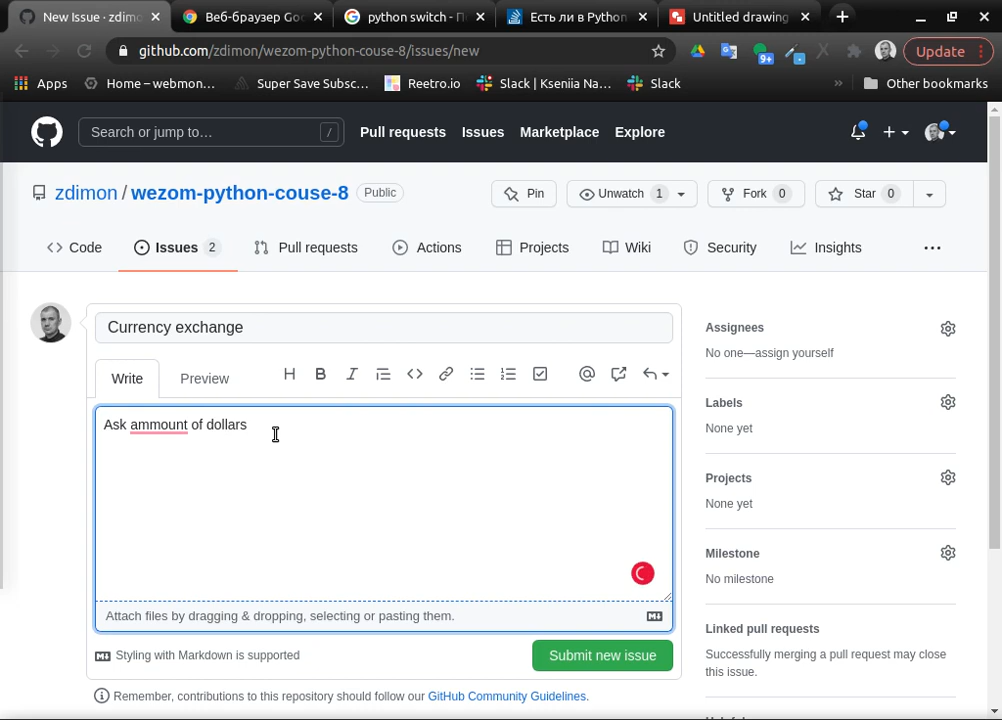 New Issue · zdimo
Веб-браузер Goo
python switch - П
Есть ли в Python
Untitled drawing
github.com/zdimon/wezom-python-couse-8/issues/new
9+
Update
Apps
Home – webmon...
Super Save Subsc...
Reetro.io
Slack | Kseniia Na...
Slack
»
Other bookmarks
Search or jump to…
/
Pull requests
Issues
Marketplace
Explore
zdimon / wezom-python-couse-8
Public
Pin
Unwatch 1
Fork 0
Star 0
Code
Issues 2
Pull requests
Actions
Projects
Wiki
Security
Insights
Currency exchange
Write
Preview
H B I
Ask ammount of dollars
Attach files by dragging & dropping, selecting or pasting them.
Styling with Markdown is supported
Submit new issue
Remember, contributions to this repository should follow our GitHub Community Guidelines.
Assignees
No one—assign yourself
Labels
None yet
Projects
None yet
Milestone
No milestone
Linked pull requests
Successfully merging a pull request may close
this issue.